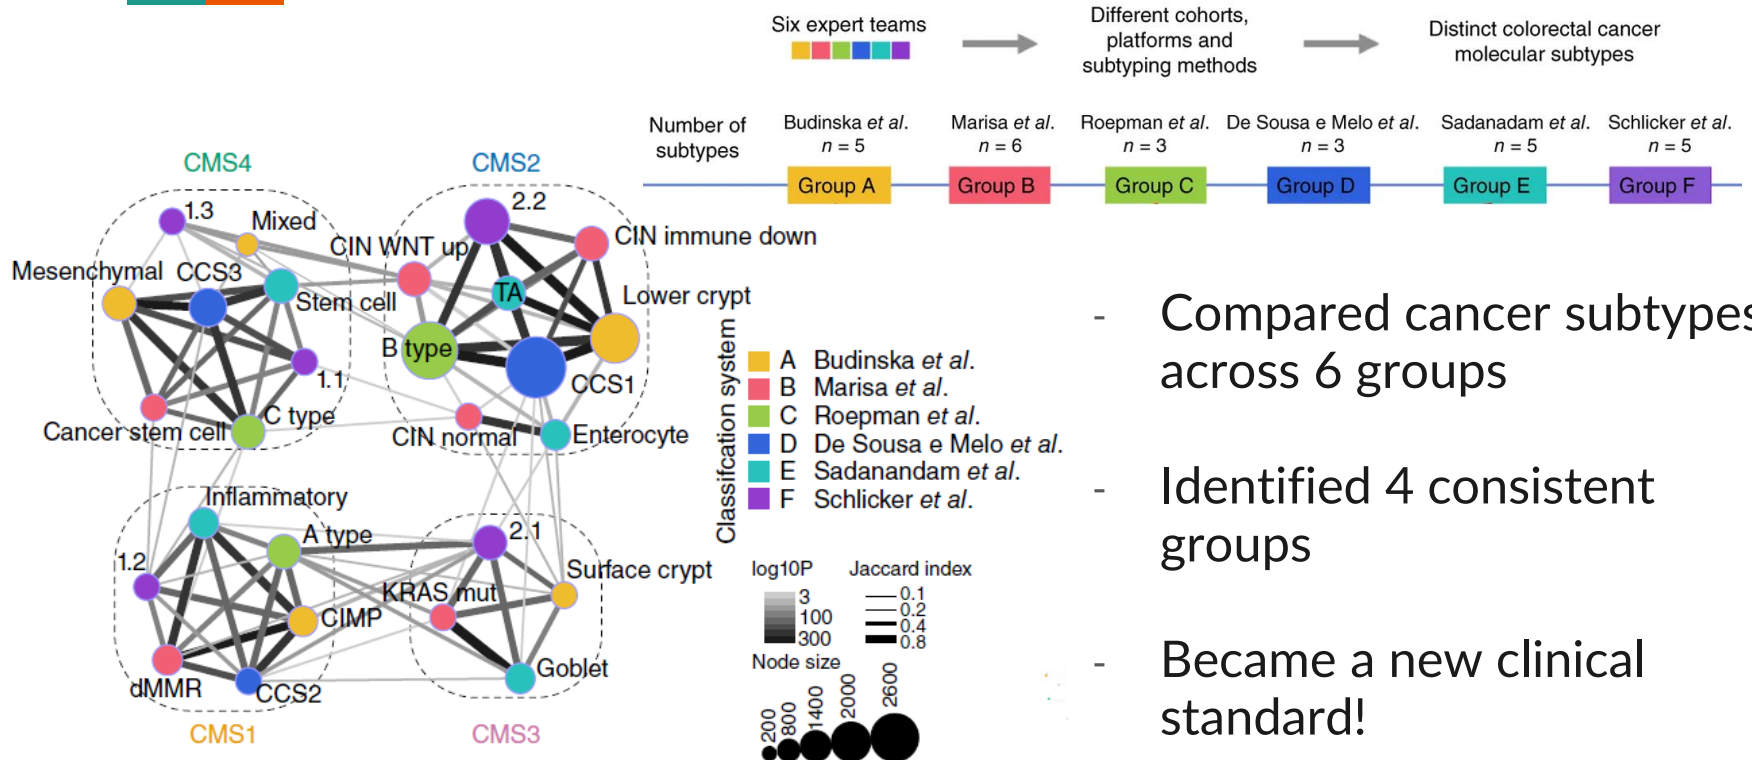 Six expert teams
Different cohorts,
platforms and
subtyping methods
Distinct colorectal cancer
molecular subtypes
Number of
subtypes
Budinska et al.
n = 5
Group A
Marisa et al.
n = 6
Group B
Roepman et al.
n = 3
Group C
De Sousa e Melo et al.
n = 3
Group D
Sadanadam et al.
n = 5
Group E
Schlicker et al.
n = 5
Group F
CMS4
1.3
Mixed
Mesenchymal
CCS3
Stem cell
1.1
Cancer stem cell
C type
CMS2
2.2
CIN WNT up
CIN immune down
TA
Lower crypt
B type
CCS1
CIN normal
Enterocyte
Inflammatory
A type
1.2
CIMP
dMMR
CCS2
CMS1
2.1
Surface crypt
KRAS mut
Goblet
CMS3
Classifcation system
A Budinska et al.
B Marisa et al.
C Roepman et al.
D De Sousa e Melo et al.
E Sadanandam et al.
F Schlicker et al.
log10P
3
100
300
Jaccard index
0.1
0.2
0.4
0.8
Node size
200
800
1400
2000
2600
- Compared cancer subtypes
across 6 groups
- Identified 4 consistent
groups
- Became a new clinical
standard!